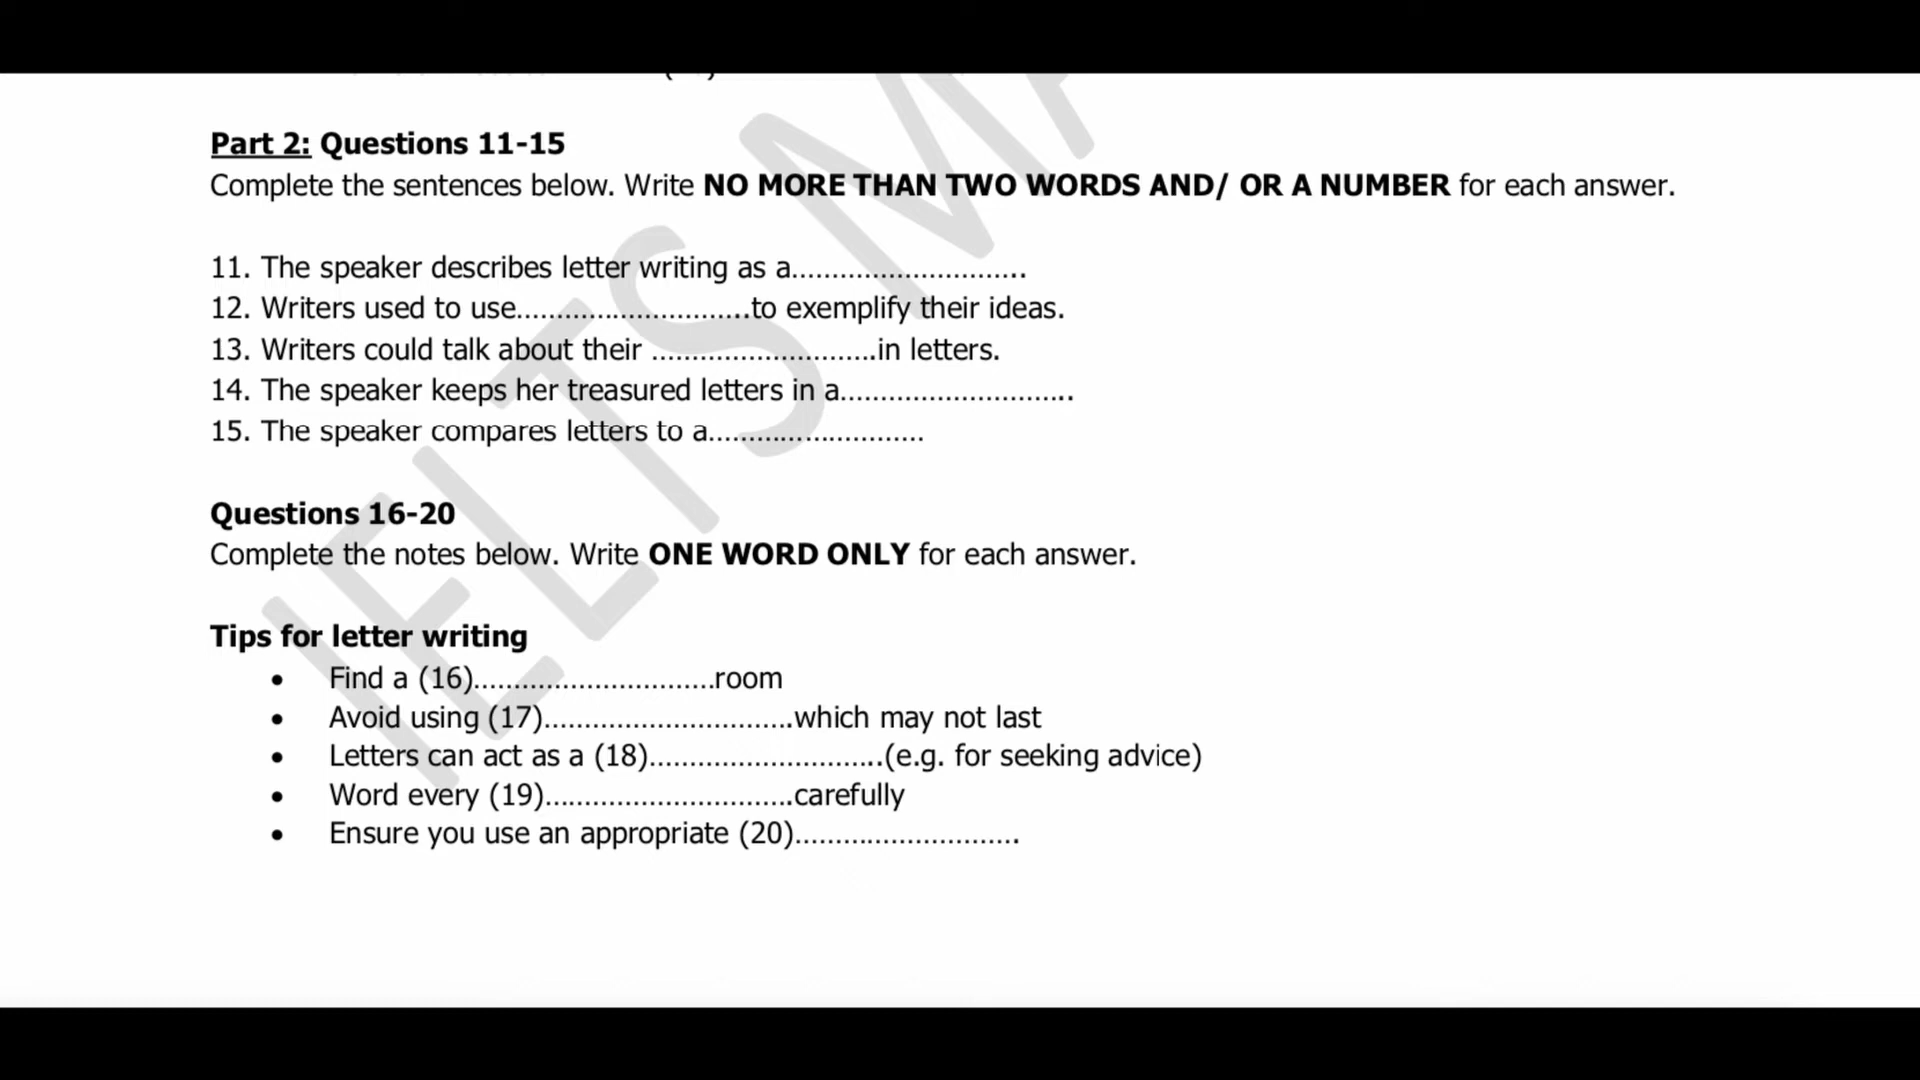 Part 2: Questions 11-15
Complete the sentences below. Write NO MORE THAN TWO WORDS AND/ OR A NUMBER for each answer.
11. The speaker describes letter writing as a.............................
12. Writers used to use.............................to exemplify their ideas.
13. Writers could talk about their ............................in letters.
14. The speaker keeps her treasured letters in a.............................
15. The speaker compares letters to a...........................
Questions 16-20
Complete the notes below. Write ONE WORD ONLY for each answer.
Tips for letter writing
• Find a (16)..............................room
• Avoid using (17)...............................which may not last
• Letters can act as a (18).............................(e.g. for seeking advice)
• Word every (19)...............................carefully
• Ensure you use an appropriate (20)............................
IELTS MA